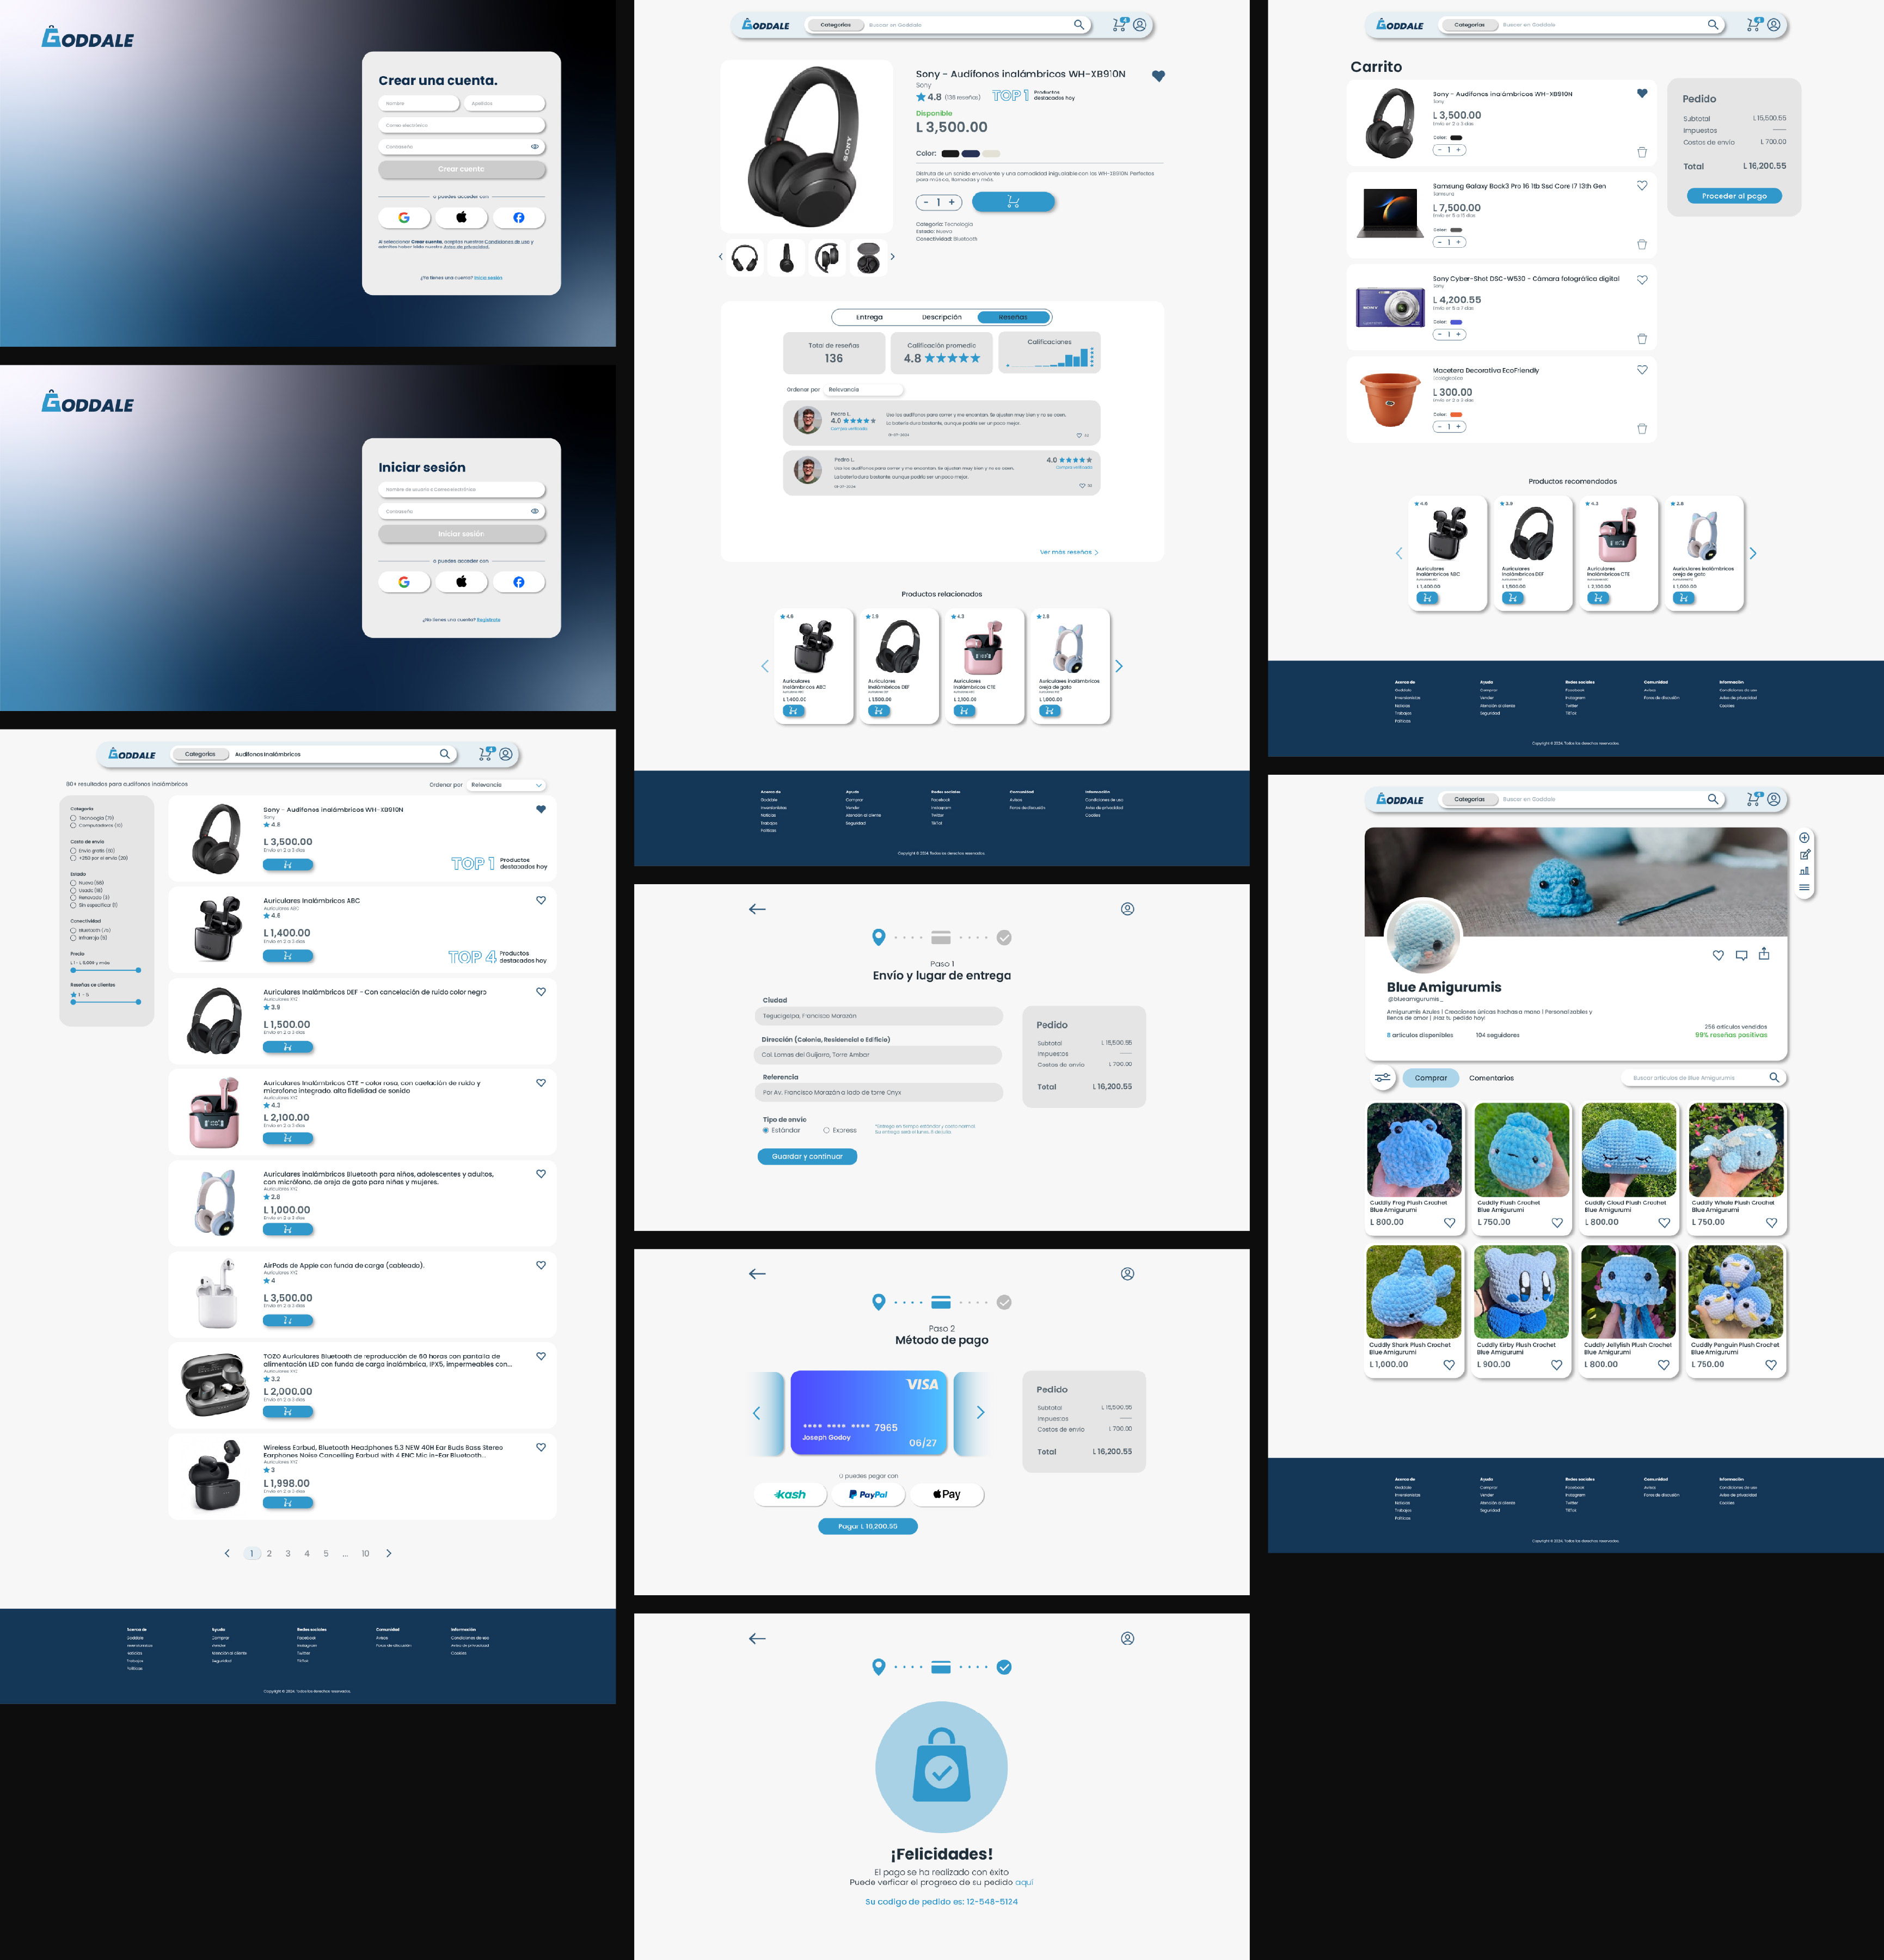 GODDALE
Crear una cuenta.
Nombre
Apellidos
Correo electrónico
Contraseña
Crear cuenta
o puedes acceder con
Al seleccionar Crear cuenta, aceptas nuestras Condiciones de uso y
admites haber leído nuestro Aviso de privacidad.
¿Ya tienes una cuenta? Inicia sesión
GODDALE
Iniciar sesión
Nombre de usuario o Correo electrónico
Contraseña
Iniciar sesión
o puedes acceder con
¿No tienes una cuenta? Regístrate
GODDALE
Categorías
Audífonos Inalámbricos
4
80+ resultados para audífonos inalámbricos
Ordenar por
Relevancia
Categoría
Tecnología (79)
Computadoras (10)
Costo de envío
Envío gratis (60)
+250 por el envío (20)
Estado
Nuevo (68)
Usado (18)
Renovado (3)
Sin especificar (1)
Conectividad
Bluetooth (75)
Infrarrojo (5)
Precio
Reseñas de clientes
1 - 5
Sony - Audífonos inalámbricos WH-XB910N
Sony
4.8
L 3,500.00
Envío en 2 a 3 días
TOP 1 Productos
destacados hoy
Auriculares Inalámbricos ABC
Auriculares ABC
4.6
L 1,400.00
Envío en 2 a 3 días
TOP 4 Productos
destacados hoy
Auriculares Inalámbricos DEF - Con cancelación de ruido color negro
Auriculares XYZ
3.9
L 1,500.00
Envío en 2 a 3 días
Auriculares Inalámbricos CTE - color rosa, con caelación de ruido y
microfono integrado. alta fidelidad de sonido
Auriculares XYZ
4.3
L 2,100.00
Envío en 2 a 3 días
Auriculares inalámbricos Bluetooth para niños, adolescentes y adultos,
con micrófono, de oreja de gato para niñas y mujeres.
Auriculares XYZ
2.8
L 1,000.00
Envío en 2 a 3 días
AirPods de Apple con funda de carga (cableado).
Auriculares XYZ
4
L 3,500.00
Envío en 2 a 3 días
TOZO Auriculares Bluetooth de reproducción de 60 horas con pantalla de
alimentación LED con funda de carga inalámbrica, IPX5, impermeables con...
Auriculares XYZ
3.2
L 2,000.00
Envío en 2 a 3 días
Wireless Earbud, Bluetooth Headphones 5.3 NEW 40H Ear Buds Bass Stereo
Earphones Noise Cancelling Earbud with 4 ENC Mic in-Ear Bluetooth...
Auriculares XYZ
3
L 1,998.00
Envío en 2 a 3 días
1 2 3 4 5 ... 10
Acerca de
Goddale
Inversionistas
Noticias
Trabajos
Políticas
Ayuda
Comprar
Vender
Atención al cliente
Seguridad
Redes sociales
Facebook
Instagram
Twitter
TikTok
Comunidad
Avisos
Foros de discusión
Información
Condiciones de uso
Aviso de privacidad
Cookies
Copyright © 2024. Todos los derechos reservados.
GODDALE
Categorías
Buscar en Goddale
4
SONY
Sony - Audífonos inalámbricos WH-XB910N
Sony
4.8 (136 reseñas)
TOP 1 Productos
destacados hoy
Disponible
L 3,500.00
Color:
Disfruta de un sonido envolvente y una comodidad inigualable con los WH-XB910N Perfectos
para música, llamadas y más.
- 1 +
Categoría: Tecnología
Estado: Nuevo
Conectividad: Bluetooth
Entrega
Descripción
Reseñas
Total de reseñas
136
Calificación promedio
4.8
Calificaciones
Ordenar por
Relevancia
Pedro L.
4.0
Compra verificada
Uso los audífonos para correr y me encantan. Se ajustan muy bien y no se caen.
La batería dura bastante, aunque podría ser un poco mejor.
Pedro L.
4.0
Compra verificada
Uso los audífonos para correr y me encantan. Se ajustan muy bien y no se caen.
La batería dura bastante, aunque podría ser un poco mejor.
Ver más reseñas
Productos relacionados
4.6
Auriculares
Inalámbricos ABC
L 1,400.00
3.9
Auriculares
Inalámbricos DEF
L 1,500.00
4.3
Auriculares
Inalámbricos CTE
L 2,100.00
2.8
Auriculares inalámbricos
oreja de gato
L 1,000.00
Acerca de
Goddale
Inversionistas
Noticias
Trabajos
Políticas
Ayuda
Comprar
Vender
Atención al cliente
Seguridad
Redes sociales
Facebook
Instagram
Twitter
TikTok
Comunidad
Avisos
Foros de discusión
Información
Condiciones de uso
Aviso de privacidad
Cookies
Copyright © 2024. Todos los derechos reservados.
Paso 1
Envío y lugar de entrega
Ciudad
Tegucigalpa, Francisco Morazán
Dirección (Colonia, Residencial o Edificio)
Col. Lomas del Guijarro, Torre Ambar
Referencia
Por Av. Francisco Morazán a lado de torre Onyx
Tipo de envío
Estándar
Express
Guardar y continuar
Pedido
Subtotal L 15,500.55
Impuestos ----
Costos de envío L 700.00
Total L 16,200.55
Paso 2
Método de pago
VISA
**** **** **** 7965
Joseph Godoy
06/27
O puedes pagar con
kash
PayPal
Pay
Pagar L 16,200.55
Pedido
Subtotal L 15,500.55
Impuestos ----
Costos de envío L 700.00
Total L 16,200.55
¡Felicidades!
El pago se ha realizado con éxito
Puede verficar el progreso de su pedido aquí
Su codigo de pedido es: 12-548-5124
GODDALE
Categorías
Buscar en Goddale
4
Carrito
Sony - Audífonos inalámbricos WH-XB910N
Sony
L 3,500.00
Envío en 2 a 3 días
Color:
- 1 +
Samsung Galaxy Book3 Pro 16 1tb Ssd Core I7 13th Gen
Samsung
L 7,500.00
Color:
- 1 +
Sony Cyber-Shot DSC-W530 - Cámara fotográfica digital
Sony
L 4,200.55
Color:
- 1 +
Macetera Decorativa EcoFriendly
L 300.00
Envío en 2 a 3 días
Color:
- 1 +
Pedido
Subtotal L 15,500.55
Impuestos ----
Costos de envío L 700.00
Total L 16,200.55
Proceder al pago
Productos recomendados
4.6
Auriculares
Inalámbricos ABC
L 1,400.00
3.9
Auriculares
Inalámbricos DEF
L 1,500.00
4.3
Auriculares
Inalámbricos CTE
L 2,100.00
2.8
Auriculares inalámbricos
oreja de gato
L 1,000.00
Acerca de
Goddale
Inversionistas
Noticias
Trabajos
Políticas
Ayuda
Comprar
Vender
Atención al cliente
Seguridad
Redes sociales
Facebook
Instagram
Twitter
TikTok
Comunidad
Avisos
Foros de discusión
Información
Condiciones de uso
Aviso de privacidad
Cookies
Copyright © 2024. Todos los derechos reservados.
GODDALE
Categorías
Buscar en Goddale
4
Blue Amigurumis
@blueamigurumis_
Amigurumis Azules | Creaciones únicas hechas a mano | Personalizables y
llenos de amor | ¡Haz tu pedido hoy!
8 artículos disponibles
104 seguidores
256 artículos vendidos
99% reseñas positivas
Comprar
Comentarios
Buscar artículos de Blue Amigurumis
Cuddly Frog Plush Crochet
Blue Amigurumi
L 800.00
Cuddly Plush Crochet
Blue Amigurumi
L 750.00
Cuddly Cloud Plush Crochet
Blue Amigurumi
L 800.00
Cuddly Whale Plush Crochet
Blue Amigurumi
L 750.00
Cuddly Shark Plush Crochet
Blue Amigurumi
L 1,000.00
Cuddly Kirby Plush Crochet
Blue Amigurumi
L 900.00
Cuddly Jellyfish Plush Crochet
Blue Amigurumi
L 800.00
Cuddly Penguin Plush Crochet
Blue Amigurumi
L 750.00
Acerca de
Goddale
Inversionistas
Noticias
Trabajos
Políticas
Ayuda
Comprar
Vender
Atención al cliente
Seguridad
Redes sociales
Facebook
Instagram
Twitter
TikTok
Comunidad
Avisos
Foros de discusión
Información
Condiciones de uso
Aviso de privacidad
Cookies
Copyright © 2024. Todos los derechos reservados.